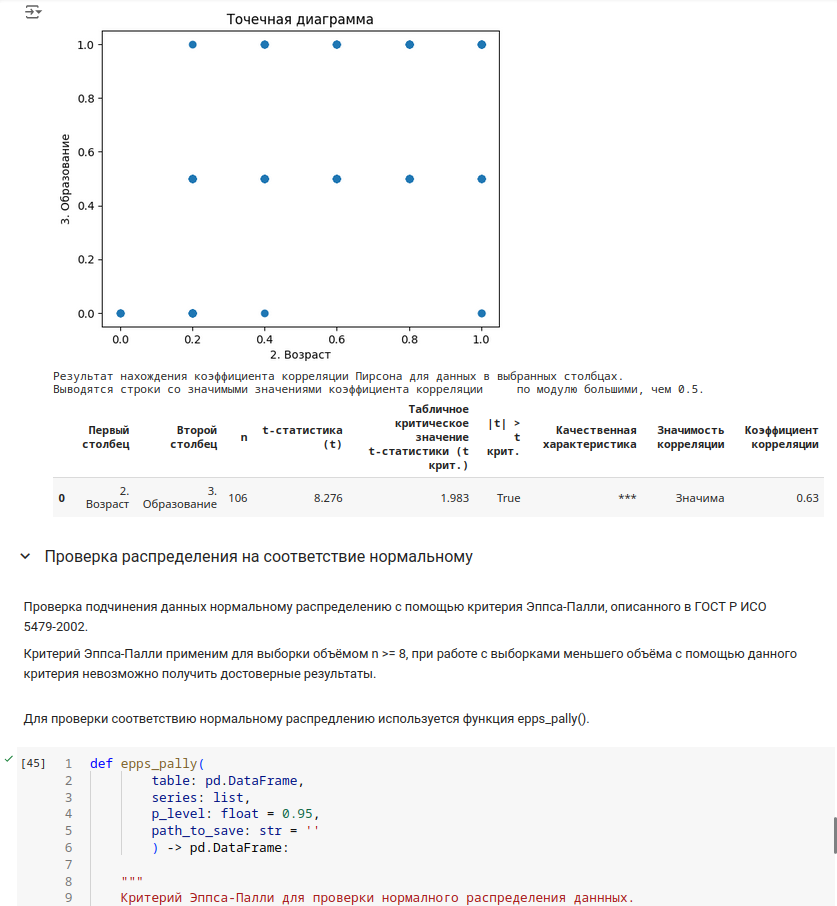 Точечная диаграмма
1.0
0.8
0.6
0.4
0.2
0.0
3. Образование
0.0 0.2 0.4 0.6 0.8 1.0
2. Возраст
Результат нахождения коэффициента корреляции Пирсона для данных в выбранных столбцах.
Выводятся строки со значимыми значениями коэффициента корреляции по модулю большими, чем 0.5.
Первый столбец Второй столбец n t-статистика (t) Табличное критическое значение t-статистики (t крит.) |t| > t крит. Качественная характеристика Значимость корреляции Коэффициент корреляции
0 2. Возраст 3. Образование 106 8.276 1.983 True *** Значима 0.63
Проверка распределения на соответствие нормальному
Проверка подчинения данных нормальному распределению с помощью критерия Эппса-Палли, описанного в ГОСТ Р ИСО
5479-2002.
Критерий Эппса-Палли применим для выборки объёмом n >= 8, при работе с выборками меньшего объёма с помощью данного
критерия невозможно получить достоверные результаты.
Для проверки соответствию нормальному распредлению используется функция epps_pally().
[45] 1 def epps_pally(
2 table: pd.DataFrame,
3 series: list,
4 p_level: float = 0.95,
5 path_to_save: str = ''
6 ) -> pd.DataFrame:
7
8 """
9 Критерий Эппса-Палли для проверки нормалного распределения даннных.